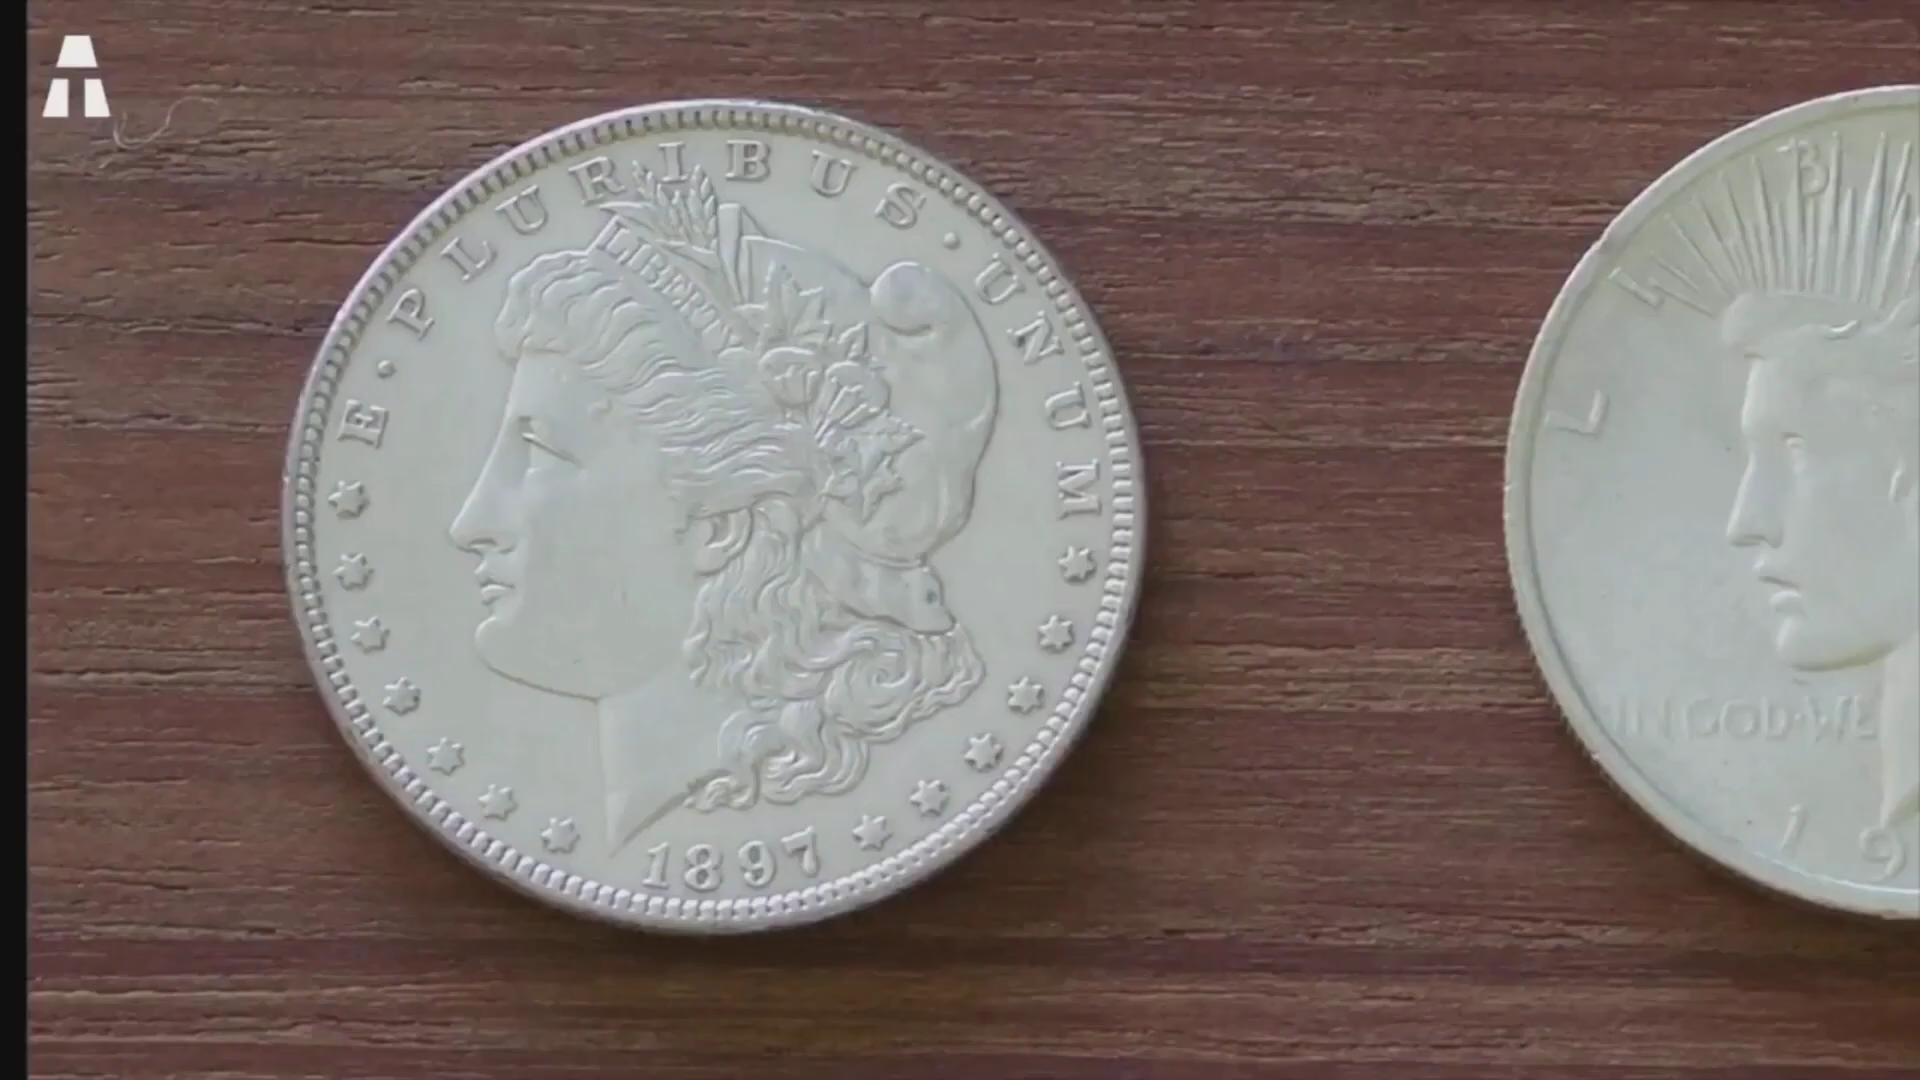 E · PLURIBUS · UNUM
LIBERTY
1897
L
B
IN GOD WE
19